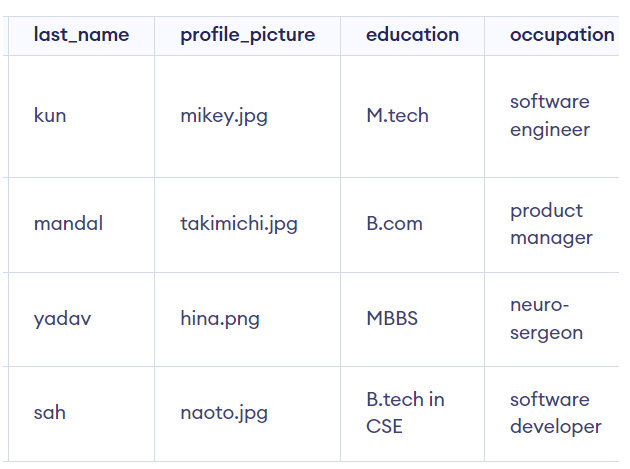 last_name profile_picture education occupation
kun mikey.jpg M.tech software
engineer
mandal takimichi.jpg B.com product
manager
yadav hina.png MBBS neuro-
sergeon
sah naoto.jpg B.tech in software
CSE developer